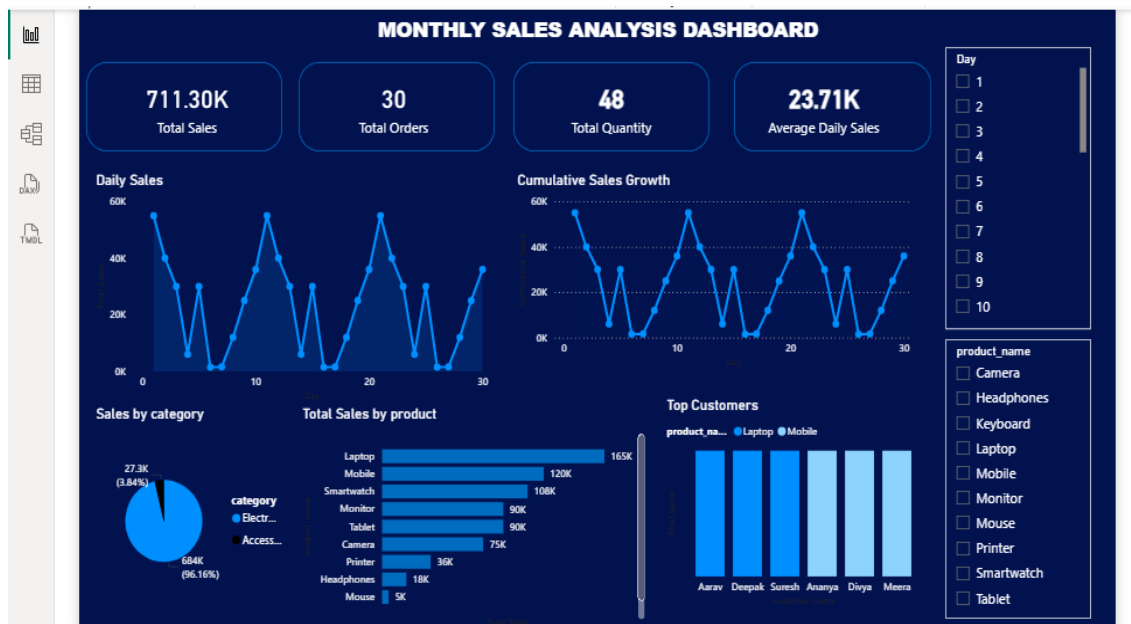 MONTHLY SALES ANALYSIS DASHBOARD
711.30K
Total Sales
30
Total Orders
48
Total Quantity
23.71K
Average Daily Sales
Day
1
2
3
4
5
6
7
8
9
10
DAX
TMDL
Daily Sales
60K
40K
20K
0K
0
10
20
30
Day
Cumulative Sales Growth
60K
40K
20K
0K
0
10
20
30
Day
product_name
Camera
Headphones
Keyboard
Laptop
Mobile
Monitor
Mouse
Printer
Smartwatch
Tablet
Sales by category
27.3K
(3.84%)
684K
(96.16%)
category
Electr...
Access...
Total Sales by product
Laptop 165K
Mobile 120K
Smartwatch 108K
Monitor 90K
Tablet 90K
Camera 75K
Printer 36K
Headphones 18K
Mouse 5K
Top Customers
product_na... Laptop Mobile
Aarav Deepak Suresh Ananya Divya Meera